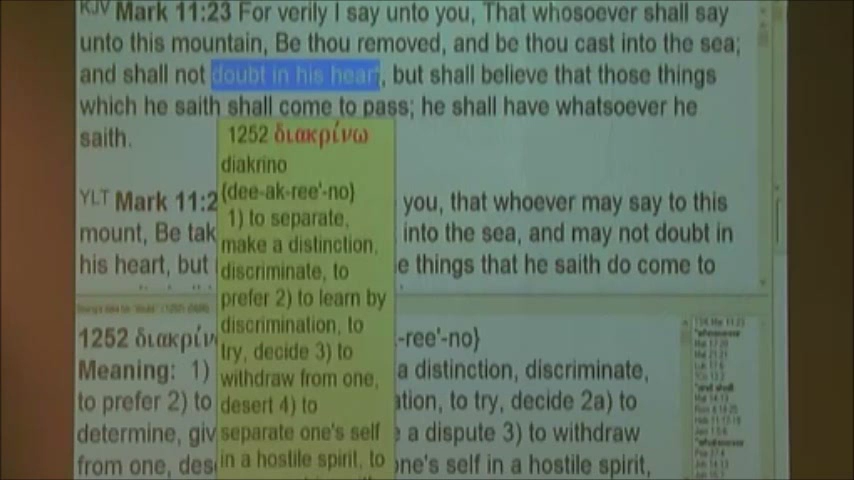 KJV Mark 11:23 For verily I say unto you, That whosoever shall say
unto this mountain, Be thou removed, and be thou cast into the sea;
and shall not doubt in his heart, but shall believe that those things
which he saith shall come to pass; he shall have whatsoever he
saith.
1252 διακρίνω
diakrino
{dee-ak-ree'-no}
1) to separate,
make a distinction,
discriminate, to
prefer 2) to learn by
discrimination, to
try, decide 3) to
withdraw from one,
desert 4) to
separate one's self
in a hostile spirit, to
YLT Mark 11:2 you, that whoever may say to this
mount, Be tak into the sea, and may not doubt in
his heart, but e things that he saith do come to
1252 διακρίν -ree'-no}
Meaning: 1) a distinction, discriminate,
to prefer 2) to ation, to try, decide 2a) to
determine, giv e a dispute 3) to withdraw
from one, des one's self in a hostile spirit,
"whosoever
"and shall
"whatsoever